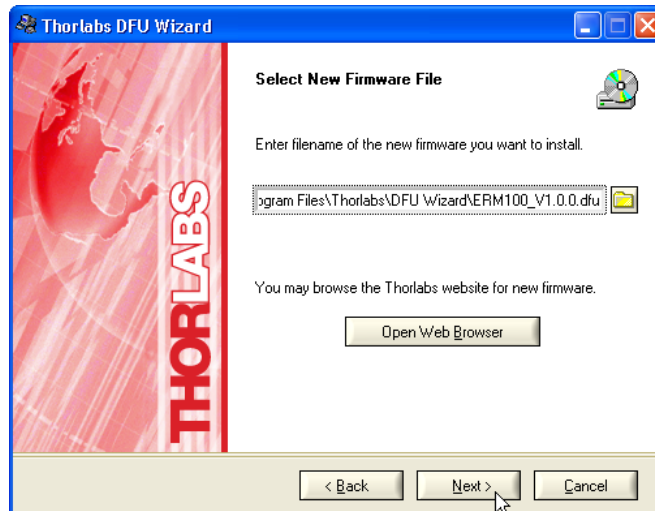 Thorlabs DFU Wizard
Select New Firmware File
Enter filename of the new firmware you want to install.
ogram Files\Thorlabs\DFU Wizard\ERM100_V1.0.0.dfu
You may browse the Thorlabs website for new firmware.
Open Web Browser
THORLABS
< Back
Next >
Cancel